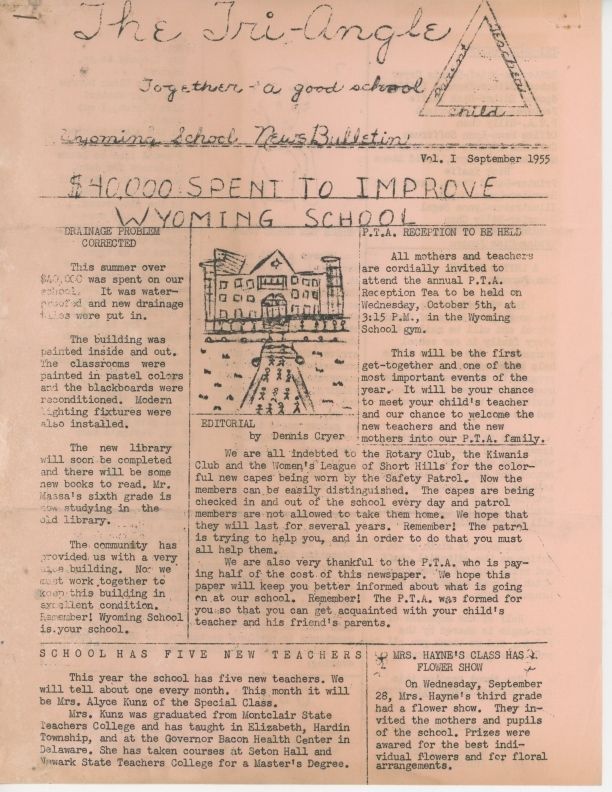 The Tri-Angle
Together - a good school
Parent
Teacher
Child
Wyoming School News Bulletin
Vol. I September 1955
$40,000 SPENT TO IMPROVE
WYOMING SCHOOL
DRAINAGE PROBLEM
CORRECTED
This summer over
$40,000 was spent on our
school. It was water-
proofed and new drainage
tiles were put in.
The building was
painted inside and out.
The classrooms were
painted in pastel colors
and the blackboards were
reconditioned. Modern
lighting fixtures were
also installed.
The new library
will soon be completed
and there will be some
new books to read. Mr.
Massa's sixth grade is
now studying in the
old library.
The community has
provided us with a very
nice building. Now we
must work together to
keep this building in
excellent condition.
Remember! Wyoming School
is your school.
P.T.A. RECEPTION TO BE HELD
All mothers and teachers
are cordially invited to
attend the annual P.T.A.
Reception Tea to be held on
Wednesday, October 5th, at
3:15 P.M., in the Wyoming
School gym.
This will be the first
get-together and one of the
most important events of the
year. It will be your chance
to meet your child's teacher
and our chance to welcome the
new teachers and the new
mothers into our P.T.A. family.
EDITORIAL
by Dennis Cryer
We are all indebted to the Rotary Club, the Kiwanis
Club and the Women's League of Short Hills for the color-
ful new capes being worn by the Safety Patrol. Now the
members can be easily distinguished. The capes are being
checked in and out of the school every day and patrol
members are not allowed to take them home. We hope that
they will last for several years. Remember! The patrol
is trying to help you, and in order to do that you must
all help them.
We are also very thankful to the P.T.A. who is pay-
ing half of the cost of this newspaper. We hope this
paper will keep you better informed about what is going
on at our school. Remember! The P.T.A. was formed for
you so that you can get acquainted with your child's
teacher and his friend's parents.
SCHOOL HAS FIVE NEW TEACHERS
This year the school has five new teachers. We
will tell about one every month. This month it will
be Mrs. Alyce Kunz of the Special Class.
Mrs. Kunz was graduated from Montclair State
Teachers College and has taught in Elizabeth, Hardin
Township, and at the Governor Bacon Health Center in
Delaware. She has taken courses at Seton Hall and
Newark State Teachers College for a Master's Degree.
MRS. HAYNE'S CLASS HAS A
FLOWER SHOW
On Wednesday, September
28, Mrs. Hayne's third grade
had a flower show. They in-
vited the mothers and pupils
of the school. Prizes were
awared for the best indi-
vidual flowers and for floral
arrangements.